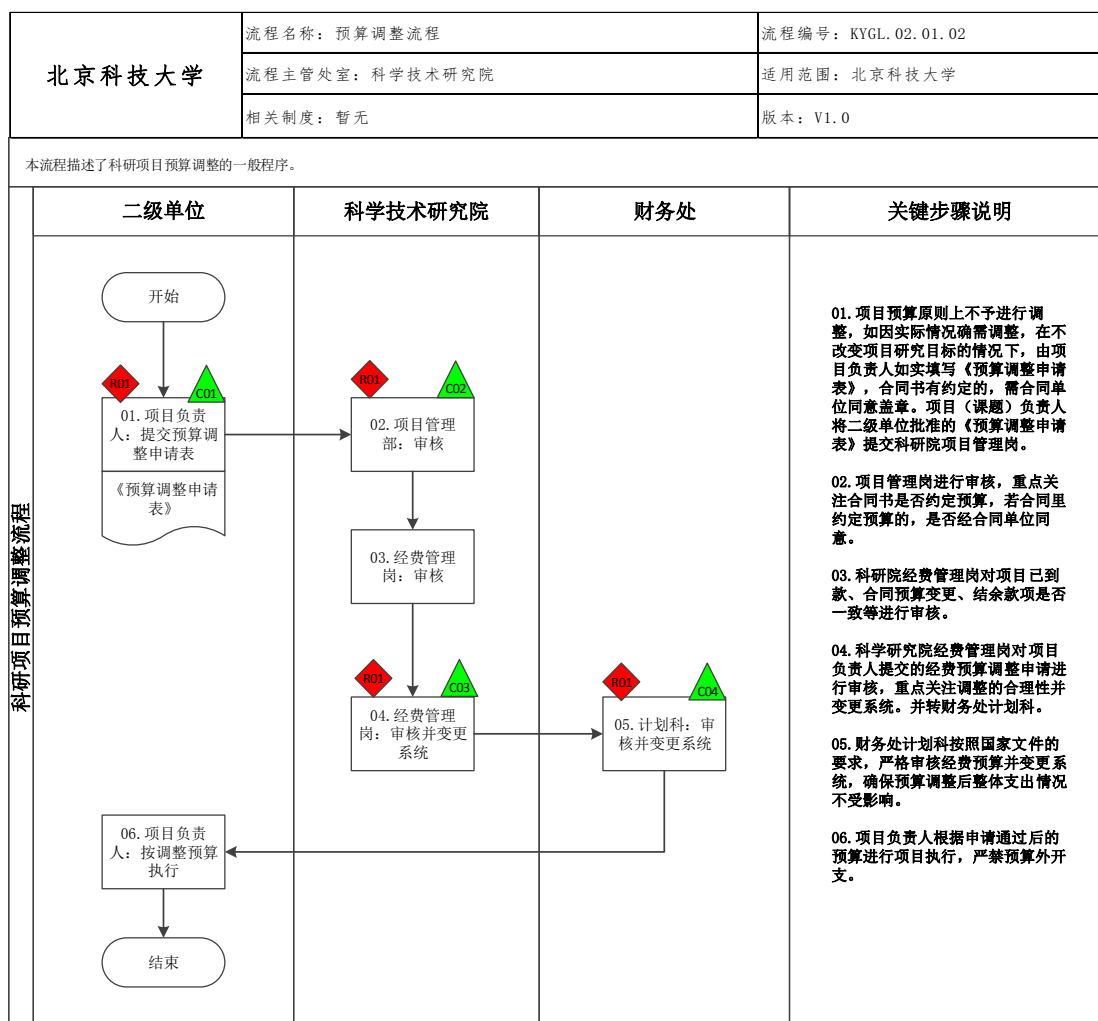 北京科技大学
流程名称：预算调整流程
流程编号：KYGL.02.01.02
流程主管处室：科学技术研究院
适用范围：北京科技大学
相关制度：暂无
版本：V1.0
本流程描述了科研项目预算调整的一般程序。
科研项目预算调整流程
二级单位
科学技术研究院
财务处
关键步骤说明
开始
R01
C01
01.项目负责
人：提交预算调
整申请表
《预算调整申请
表》
R01
C02
02.项目管理
部：审核
03.经费管理
岗：审核
R01
C03
04.经费管理
岗：审核并变更
系统
R01
C04
05.计划科：审
核并变更系统
06.项目负责
人：按调整预算
执行
结束
01.项目预算原则上不予进行调
整，如因实际情况确需调整，在不
改变项目研究目标的情况下，由项
目负责人如实填写《预算调整申请
表》，合同书有约定的，需合同单
位同意盖章。项目（课题）负责人
将二级单位批准的《预算调整申请
表》提交科研院项目管理岗。
02.项目管理岗进行审核，重点关
注合同书是否约定预算，若合同里
约定预算的，是否经合同单位同
意。
03.科研院经费管理岗对项目已到
款、合同预算变更、结余款项是否
一致等进行审核。
04.科学研究院经费管理岗对项目
负责人提交的经费预算调整申请进
行审核，重点关注调整的合理性并
变更系统。并转财务处计划科。
05.财务处计划科按照国家文件的
要求，严格审核经费预算并变更系
统，确保预算调整后整体支出情况
不受影响。
06.项目负责人根据申请通过后的
预算进行项目执行，严禁预算外开
支。